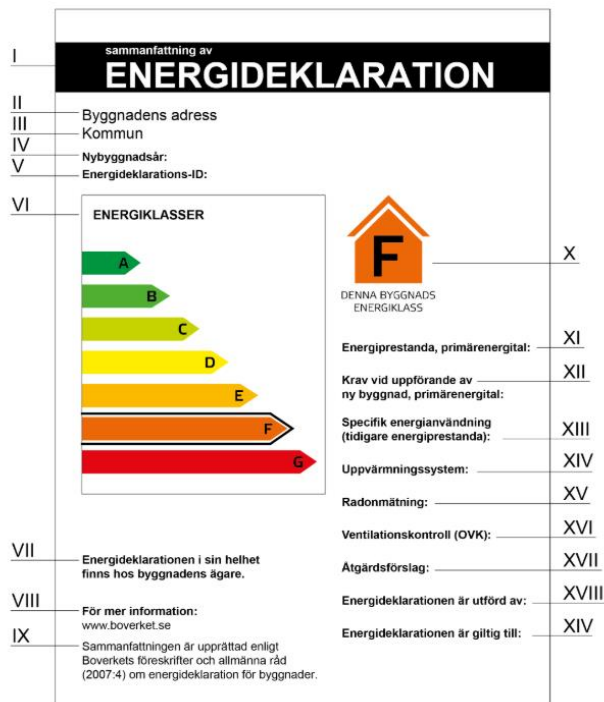 I
sammanfattning av
ENERGIDEKLARATION
II
Byggnadens adress
III
Kommun
IV
Nybyggnadsår:
V
Energideklarations-ID:
VI
ENERGIKLASSER
A
B
C
D
E
F
G
F
DENNA BYGGNADS
ENERGIKLASS
X
Energiprestanda, primärenergital:
XI
Krav vid uppförande av
ny byggnad, primärenergital:
XII
Specifik energianvändning
(tidigare energiprestanda):
XIII
Uppvärmningssystem:
XIV
Radonmätning:
XV
Ventilationskontroll (OVK):
XVI
Åtgärdsförslag:
XVII
Energideklarationen är utförd av:
XVIII
Energideklarationen är giltig till:
XIV
VII
Energideklarationen i sin helhet
finns hos byggnadens ägare.
VIII
För mer information:
www.boverket.se
IX
Sammanfattningen är upprättad enligt
Boverkets föreskrifter och allmänna råd
(2007:4) om energideklaration för byggnader.